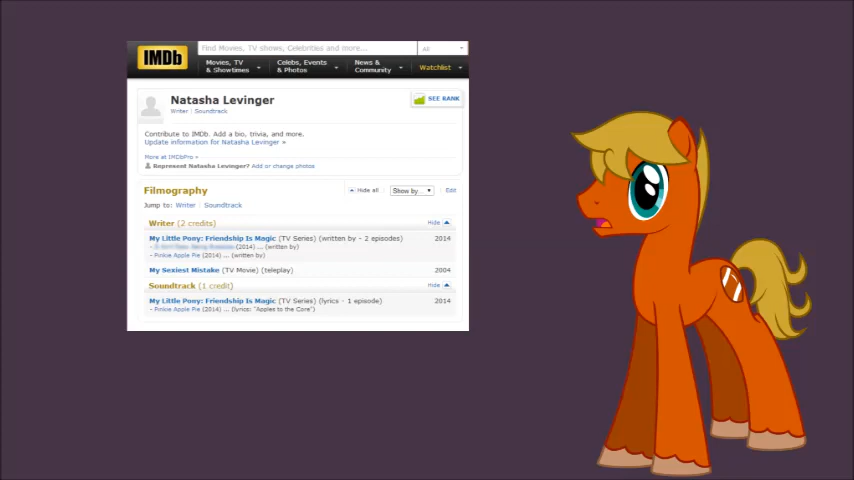 IMDb
Find Movies, TV shows, Celebrities and more...
All
Movies, TV
& Showtimes
Celebs, Events
& Photos
News &
Community
Watchlist
Natasha Levinger
Writer | Soundtrack
SEE RANK
Contribute to IMDb. Add a bio, trivia, and more.
Update information for Natasha Levinger »
More at IMDbPro »
Represent Natasha Levinger? Add or change photos
Filmography
Hide all
Show by...
Edit
Jump to: Writer | Soundtrack
Writer (2 credits)
Hide
My Little Pony: Friendship Is Magic (TV Series) (written by - 2 episodes)
2014
- (2014) ... (written by)
- Pinkie Apple Pie (2014) ... (written by)
My Sexiest Mistake (TV Movie) (teleplay)
2004
Soundtrack (1 credit)
Hide
My Little Pony: Friendship Is Magic (TV Series) (lyrics - 1 episode)
2014
- Pinkie Apple Pie (2014) ... (lyrics: "Apples to the Core")